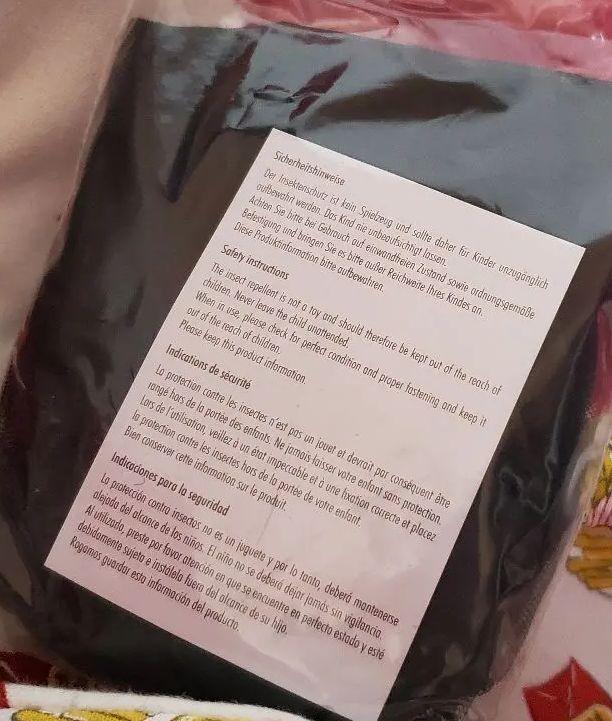 Sicherheitshinweise
Der Insektenschutz ist kein Spielzeug und sollte daher für Kinder unzugänglich
aufbewahrt werden. Das Kind nie unbeaufsichtigt lassen.
Achten Sie bitte bei Gebrauch auf einwandfreien Zustand sowie ordnungsgemäße
Befestigung und bringen Sie es bitte außer Reichweite Ihres Kindes an.
Diese Produktinformation bitte aufbewahren.
Safety instructions
The insect repellent is not a toy and should therefore be kept out of the reach of
children. Never leave the child unattended.
When in use, please check for perfect condition and proper fastening and keep it
out of the reach of children.
Please keep this product information.
Indications de sécurité
La protection contre les insectes n'est pas un jouet et devrait par conséquent être
rangé hors de la portée des enfants. Ne jamais laisser votre enfant sans protection.
Lors de l'utilisation, veillez à un état impeccable et à une fixation correcte et placez
la protection contre les insectes hors de la portée de votre enfant.
Bien conserver cette information sur le produit.
Indicaciones para la seguridad
La protección contra insectos no es un juguete y por lo tanto, deberá mantenerse
alejada del alcance de los niños. El niño no se deberá dejar jamás sin vigilancia.
Al utilizado, preste por favor atención en que se encuentre en perfecto estado y esté
debidamente sujeta e instálela fuera del alcance de su hijo.
Rogamos guardar esta información del producto.